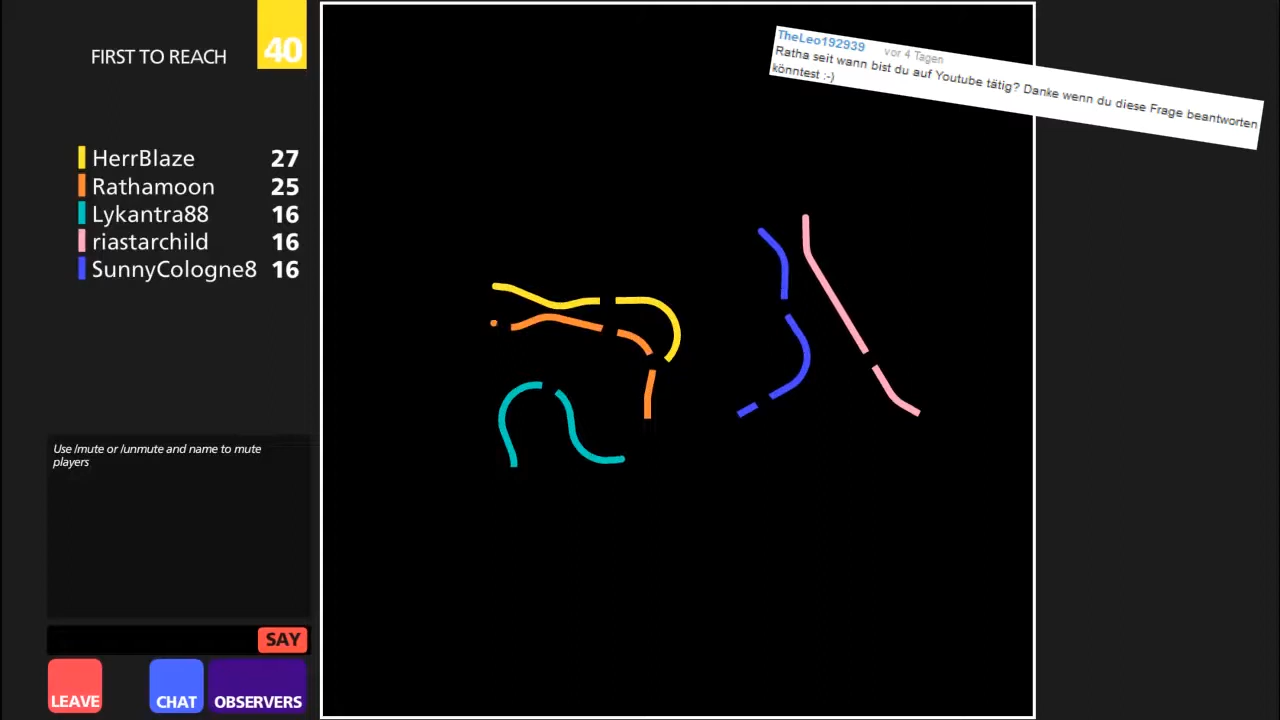 FIRST TO REACH 40
HerrBlaze 27
Rathamoon 25
Lykantra88 16
riastarchild 16
SunnyCologne8 16
Use /mute or /unmute and name to mute
players
SAY
LEAVE
CHAT
OBSERVERS
TheLeo192939 vor 4 Tagen
Ratha seit wann bist du auf Youtube tätig? Danke wenn du diese Frage beantworten
könntest :-)